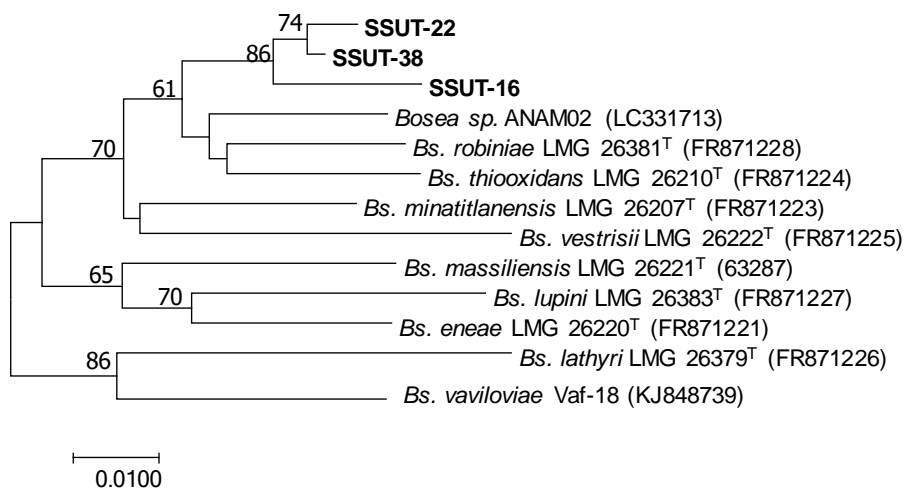 74
SSUT-22
86
SSUT-38
61
SSUT-16
Bosea sp. ANAM02 (LC331713)
70
Bs. robiniae LMG 26381ᵀ (FR871228)
Bs. thiooxidans LMG 26210ᵀ (FR871224)
Bs. minatitlanensis LMG 26207ᵀ (FR871223)
Bs. vestrisii LMG 26222ᵀ (FR871225)
65
Bs. massiliensis LMG 26221ᵀ (63287)
70
Bs. lupini LMG 26383ᵀ (FR871227)
Bs. eneae LMG 26220ᵀ (FR871221)
86
Bs. lathyri LMG 26379ᵀ (FR871226)
Bs. vaviloviae Vaf-18 (KJ848739)
0.0100